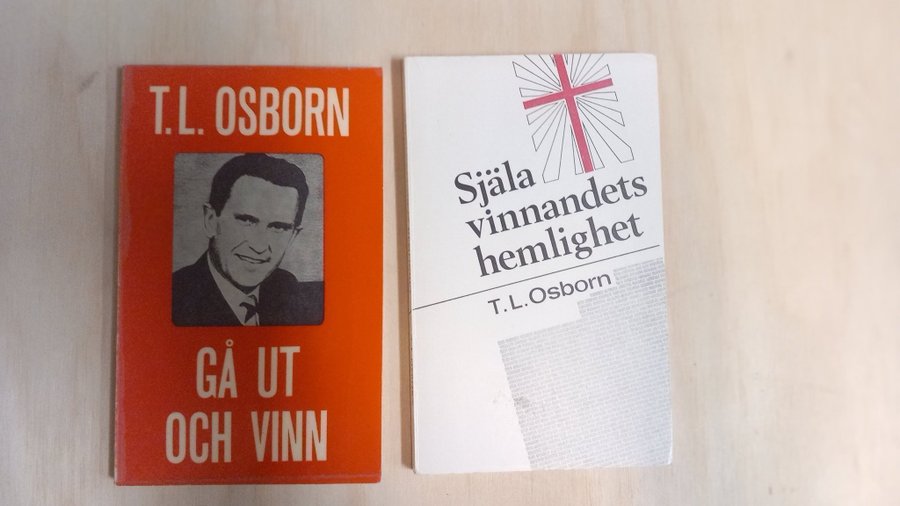 T.L. OSBORN
GÅ UT
OCH VINN
Själa
vinnandets
hemlighet
T.L.Osborn